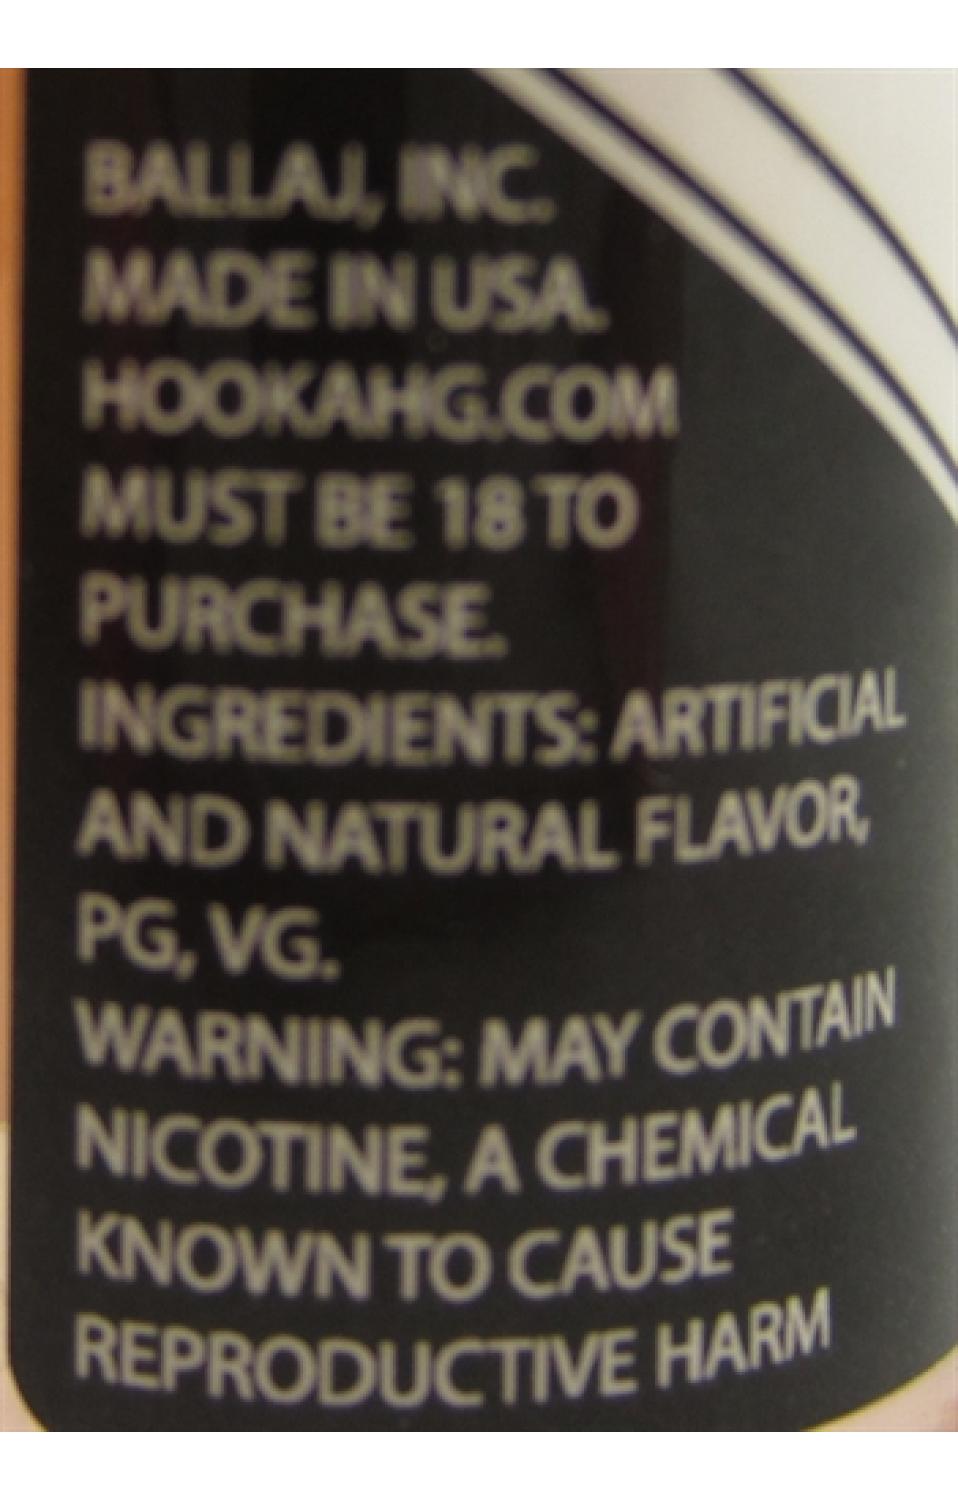 BALLAJ, INC.
MADE IN USA.
HOOKAHG.COM
MUST BE 18 TO
PURCHASE.
INGREDIENTS: ARTIFICIAL
AND NATURAL FLAVOR,
PG, VG.
WARNING: MAY CONTAIN
NICOTINE, A CHEMICAL
KNOWN TO CAUSE
REPRODUCTIVE HARM